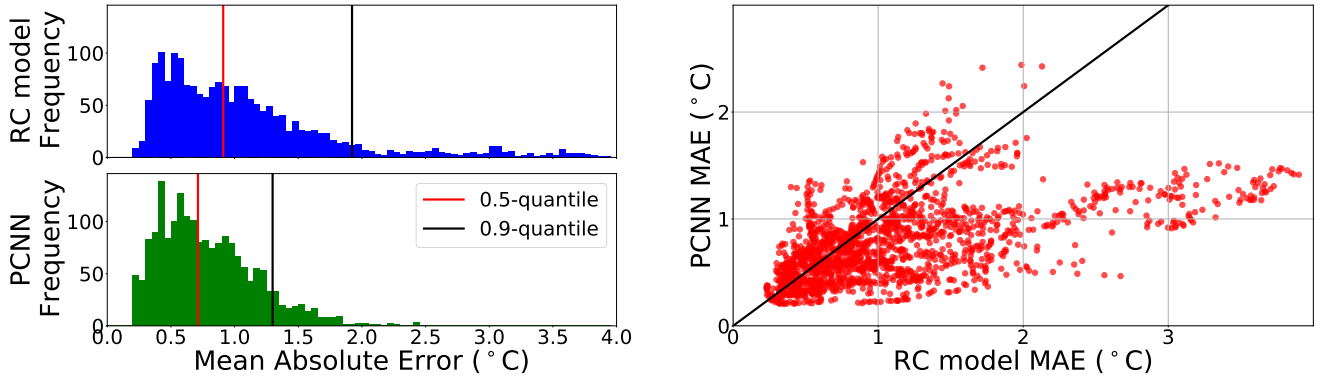 RC model
Frequency
100
50
0
PCNN
Frequency
100
50
0
0.5-quantile
0.9-quantile
0.0 0.5 1.0 1.5 2.0 2.5 3.0 3.5 4.0
Mean Absolute Error (°C)
PCNN MAE (°C)
2
1
0
0 1 2 3
RC model MAE (°C)